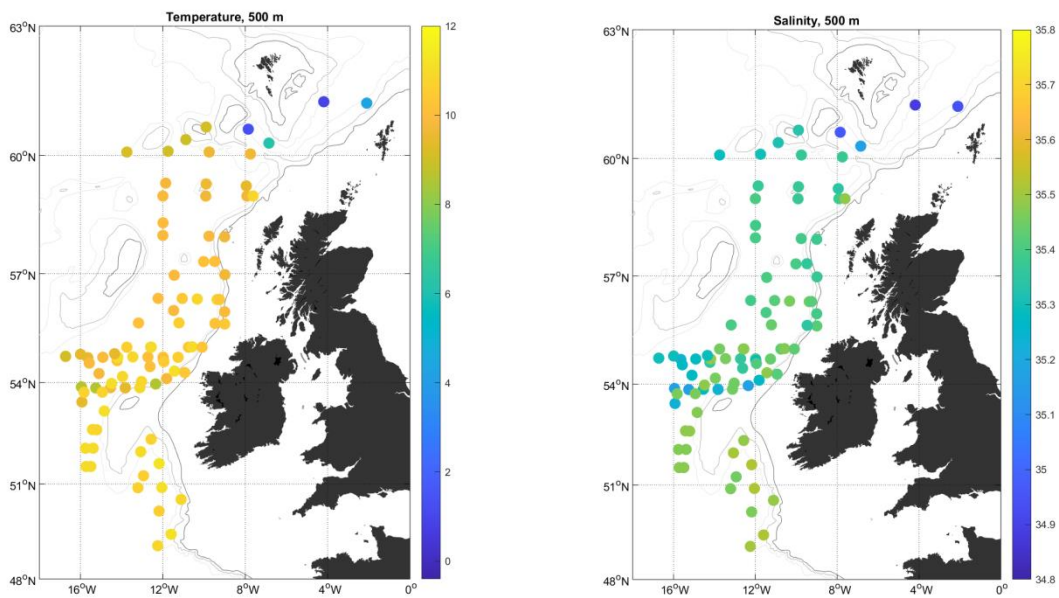 Temperature, 500 m
63°N
60°N
57°N
54°N
51°N
48°N
16°W
12°W
8°W
4°W
0°
12
10
8
6
4
2
0
Salinity, 500 m
63°N
60°N
57°N
54°N
51°N
48°N
16°W
12°W
8°W
4°W
0°
35.8
35.7
35.6
35.5
35.4
35.3
35.2
35.1
35
34.9
34.8